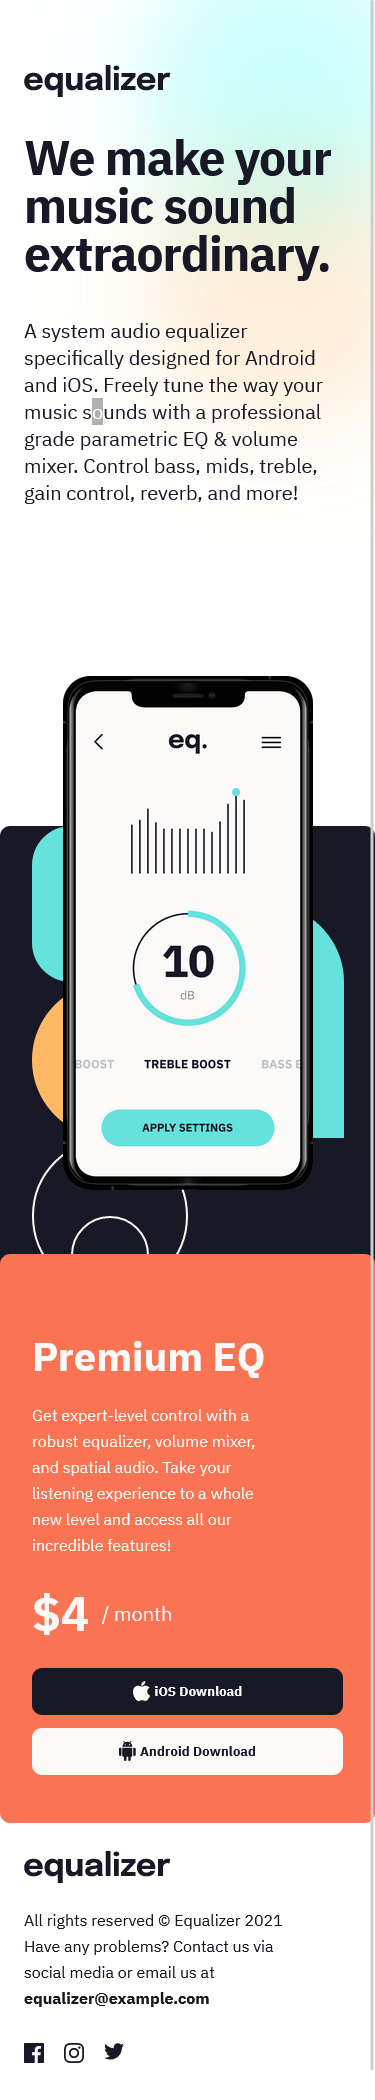 equalizer
We make your
music sound
extraordinary.
A system audio equalizer
specifically designed for Android
and iOS. Freely tune the way your
music sounds with a professional
grade parametric EQ & volume
mixer. Control bass, mids, treble,
gain control, reverb, and more!
eq.
10
dB
BOOST TREBLE BOOST BASS
APPLY SETTINGS
Premium EQ
Get expert-level control with a
robust equalizer, volume mixer,
and spatial audio. Take your
listening experience to a whole
new level and access all our
incredible features!
$4 / month
iOS Download
Android Download
equalizer
All rights reserved © Equalizer 2021
Have any problems? Contact us via
social media or email us at
equalizer@example.com